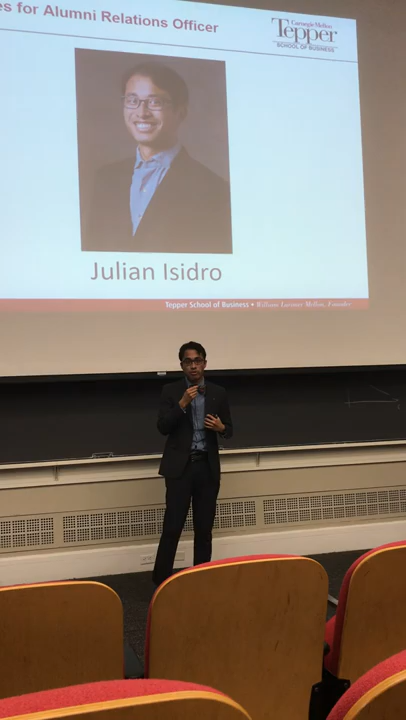 es for Alumni Relations Officer
Carnegie Mellon
Tepper
SCHOOL OF BUSINESS
Julian Isidro
Tepper School of Business • William Larimer Mellon, Founder